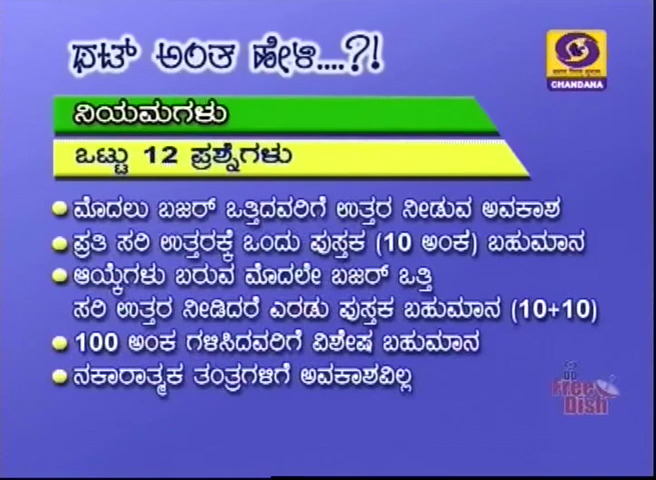 ಥಟ್ ಅಂತ ಹೇಳಿ....?!
CHANDANA
ನಿಯಮಗಳು
ಒಟ್ಟು 12 ಪ್ರಶ್ನೆಗಳು
ಮೊದಲು ಬಜರ್ ಒತ್ತಿದವರಿಗೆ ಉತ್ತರ ನೀಡುವ ಅವಕಾಶ
ಪ್ರತಿ ಸರಿ ಉತ್ತರಕ್ಕೆ ಒಂದು ಪುಸ್ತಕ (10 ಅಂಕ) ಬಹುಮಾನ
ಆಯ್ಕೆಗಳು ಬರುವ ಮೊದಲೇ ಬಜರ್ ಒತ್ತಿ
ಸರಿ ಉತ್ತರ ನೀಡಿದರೆ ಎರಡು ಪುಸ್ತಕ ಬಹುಮಾನ (10+10)
100 ಅಂಕ ಗಳಿಸಿದವರಿಗೆ ವಿಶೇಷ ಬಹುಮಾನ
ನಕಾರಾತ್ಮಕ ತಂತ್ರಗಳಿಗೆ ಅವಕಾಶವಿಲ್ಲ
DD
Free
Dish